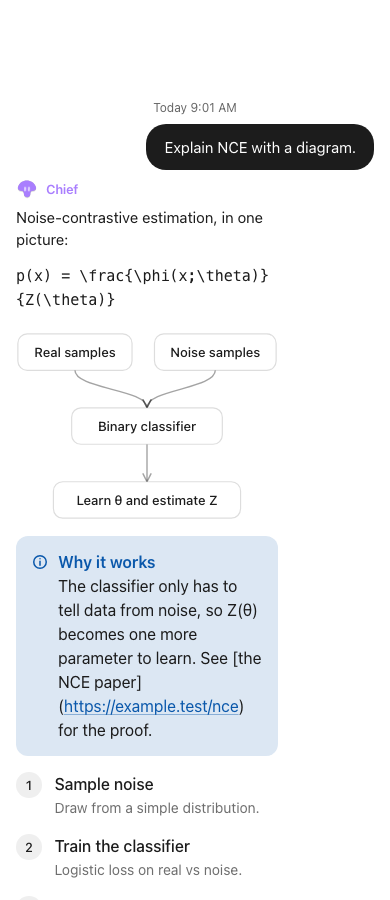 Today 9:01 AM
Explain NCE with a diagram.
Chief
Noise-contrastive estimation, in one
picture:
p(x) = \frac{\phi(x;\theta)}
{Z(\theta)}
Real samples
Noise samples
Binary classifier
Learn θ and estimate Z
Why it works
The classifier only has to
tell data from noise, so Z(θ)
becomes one more
parameter to learn. See [the
NCE paper]
(https://example.test/nce)
for the proof.
1
Sample noise
Draw from a simple distribution.
2
Train the classifier
Logistic loss on real vs noise.